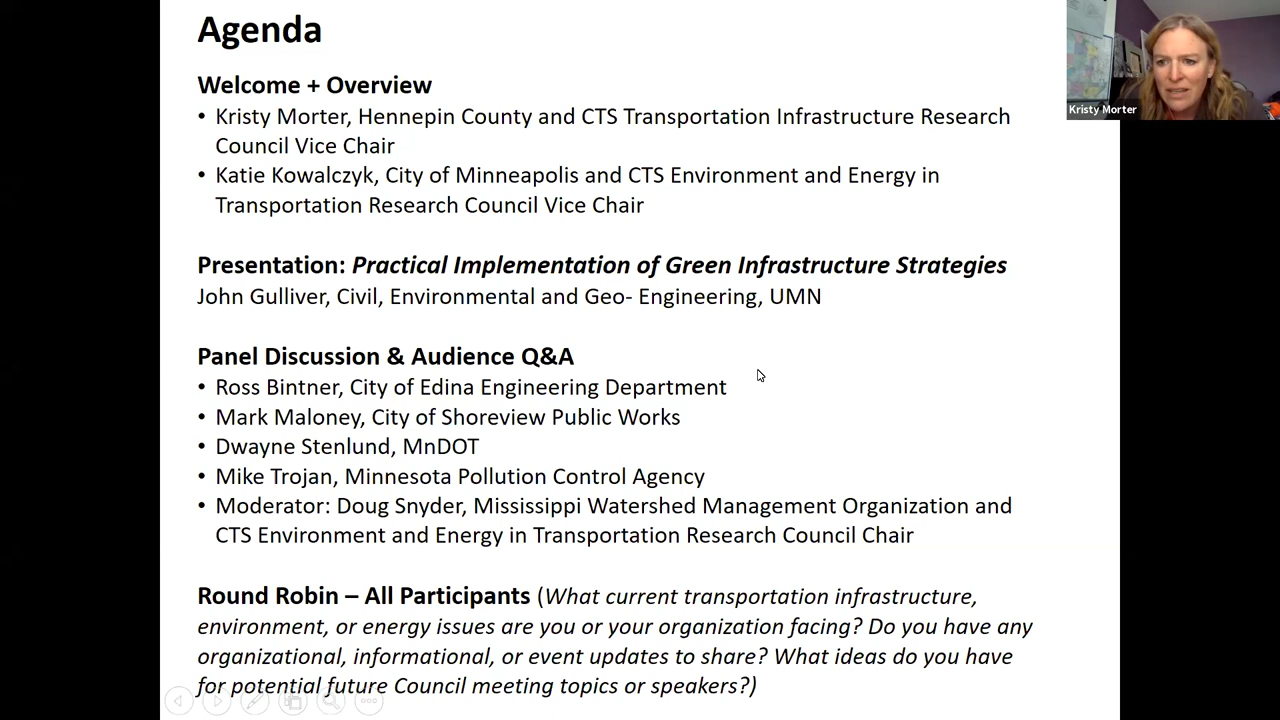 Agenda
Welcome + Overview
• Kristy Morter, Hennepin County and CTS Transportation Infrastructure Research
Council Vice Chair
• Katie Kowalczyk, City of Minneapolis and CTS Environment and Energy in
Transportation Research Council Vice Chair
Presentation: Practical Implementation of Green Infrastructure Strategies
John Gulliver, Civil, Environmental and Geo- Engineering, UMN
Panel Discussion & Audience Q&A
• Ross Bintner, City of Edina Engineering Department
• Mark Maloney, City of Shoreview Public Works
• Dwayne Stenlund, MnDOT
• Mike Trojan, Minnesota Pollution Control Agency
• Moderator: Doug Snyder, Mississippi Watershed Management Organization and
CTS Environment and Energy in Transportation Research Council Chair
Round Robin – All Participants (What current transportation infrastructure,
environment, or energy issues are you or your organization facing? Do you have any
organizational, informational, or event updates to share? What ideas do you have
for potential future Council meeting topics or speakers?)
Kristy Morter